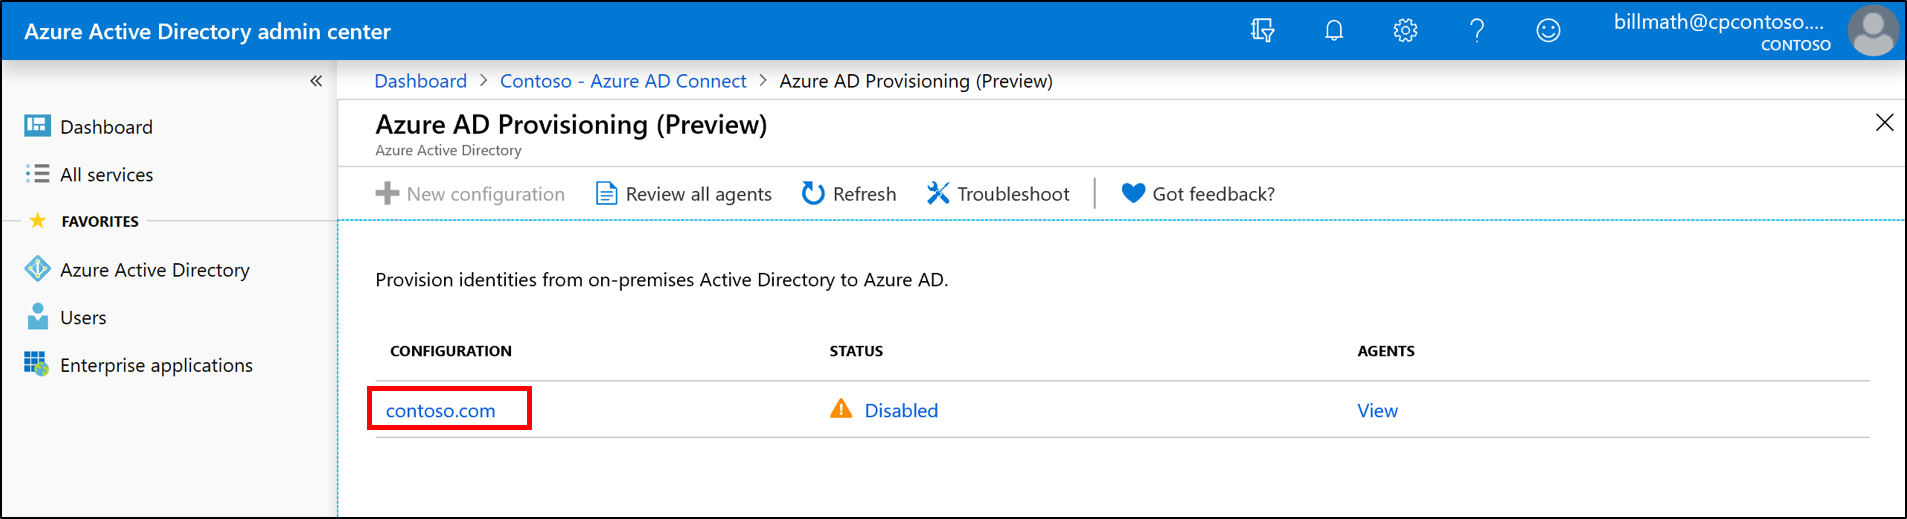 Azure Active Directory admin center
billmath@cpcontoso....
CONTOSO
Dashboard > Contoso - Azure AD Connect > Azure AD Provisioning (Preview)
Dashboard
All services
FAVORITES
Azure Active Directory
Users
Enterprise applications
Azure AD Provisioning (Preview)
Azure Active Directory
New configuration Review all agents Refresh Troubleshoot Got feedback?
Provision identities from on-premises Active Directory to Azure AD.
CONFIGURATION STATUS AGENTS
contoso.com Disabled View